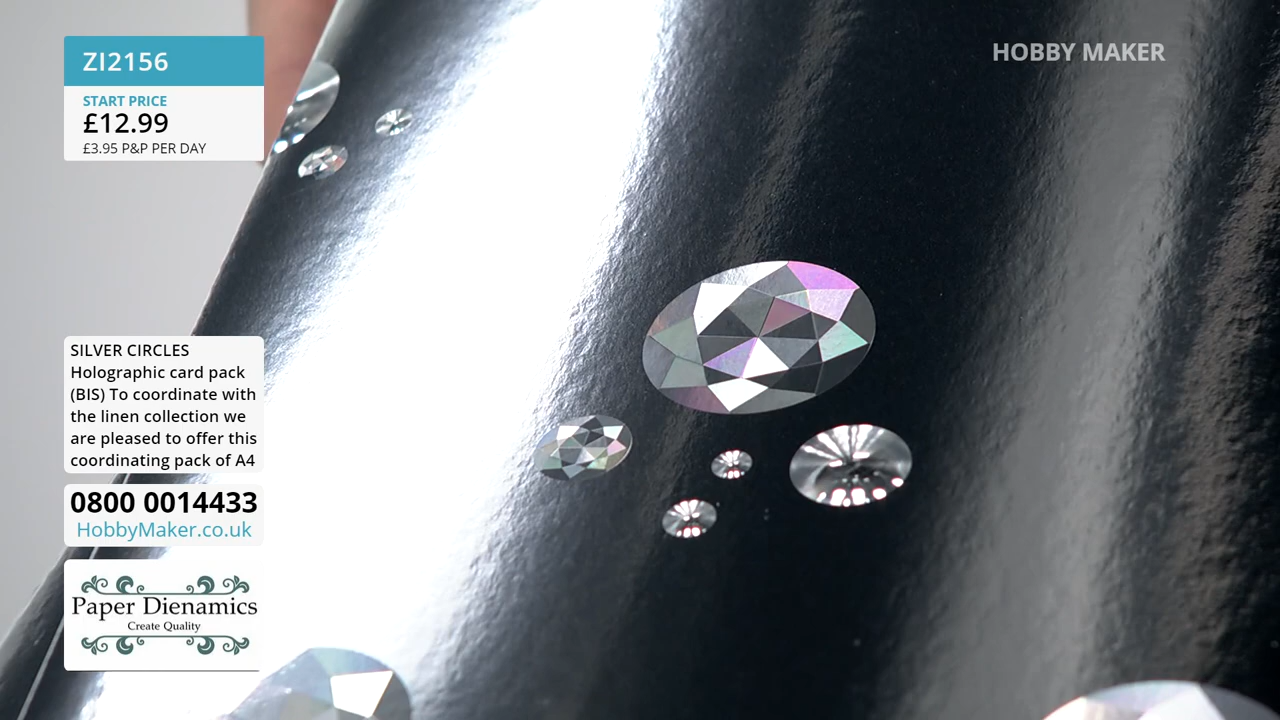 ZI2156
START PRICE
£12.99
£3.95 P&P PER DAY
HOBBY MAKER
SILVER CIRCLES
Holographic card pack
(BIS) To coordinate with
the linen collection we
are pleased to offer this
coordinating pack of A4
0800 0014433
HobbyMaker.co.uk
Paper Dienamics
Create Quality